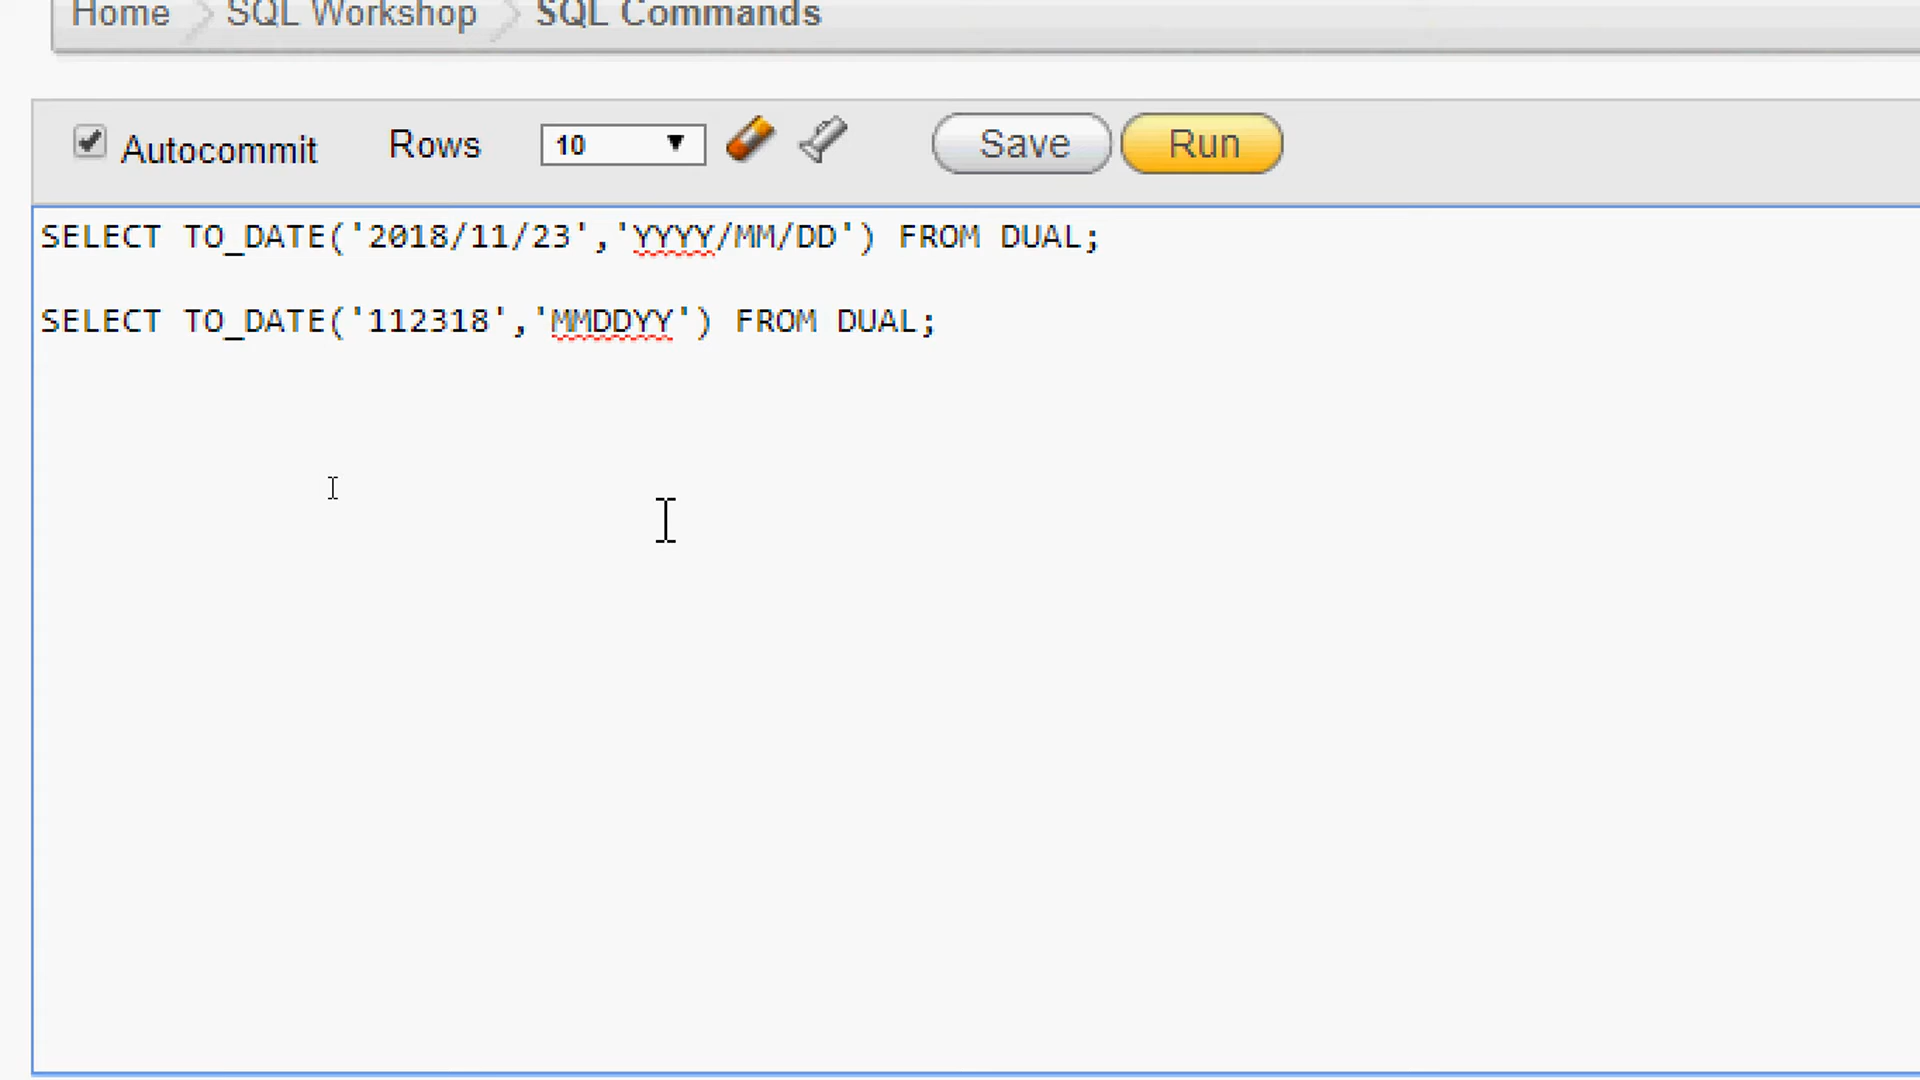 Home SQL Workshop SQL Commands
Autocommit Rows 10 Save Run
SELECT TO_DATE('2018/11/23','YYYY/MM/DD') FROM DUAL;
SELECT TO_DATE('112318','MMDDYY') FROM DUAL;